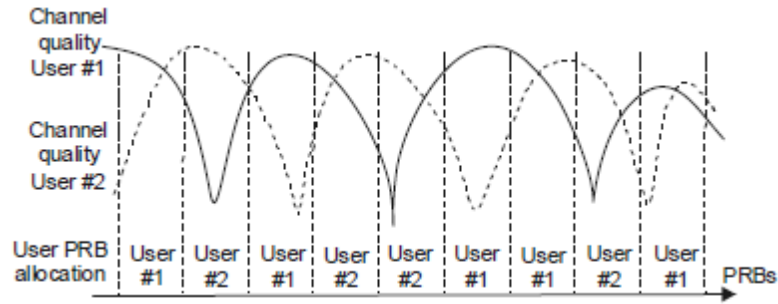 Channel
quality
User #1
Channel
quality
User #2
User PRB
allocation
User
#1
User
#2
User
#1
User
#2
User
#2
User
#1
User
#1
User
#2
User
#1
PRBs